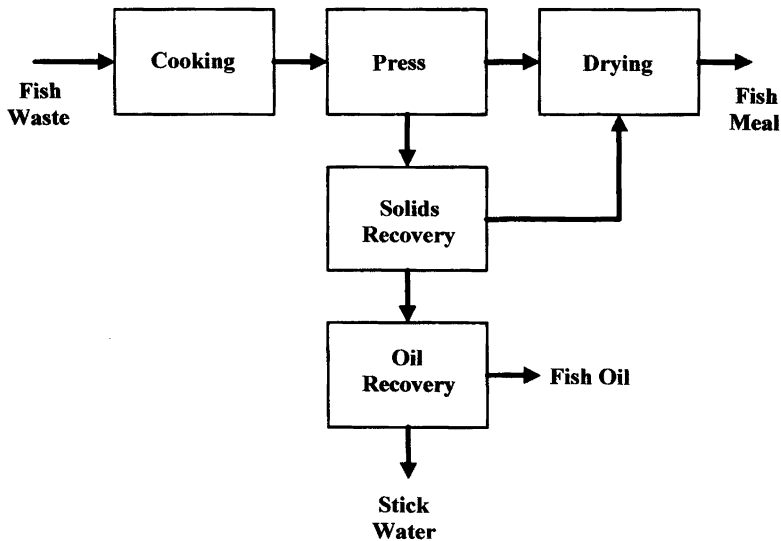 Cooking
Press
Drying
Fish
Waste
Fish
Meal
Solids
Recovery
Oil
Recovery
Fish Oil
Stick
Water